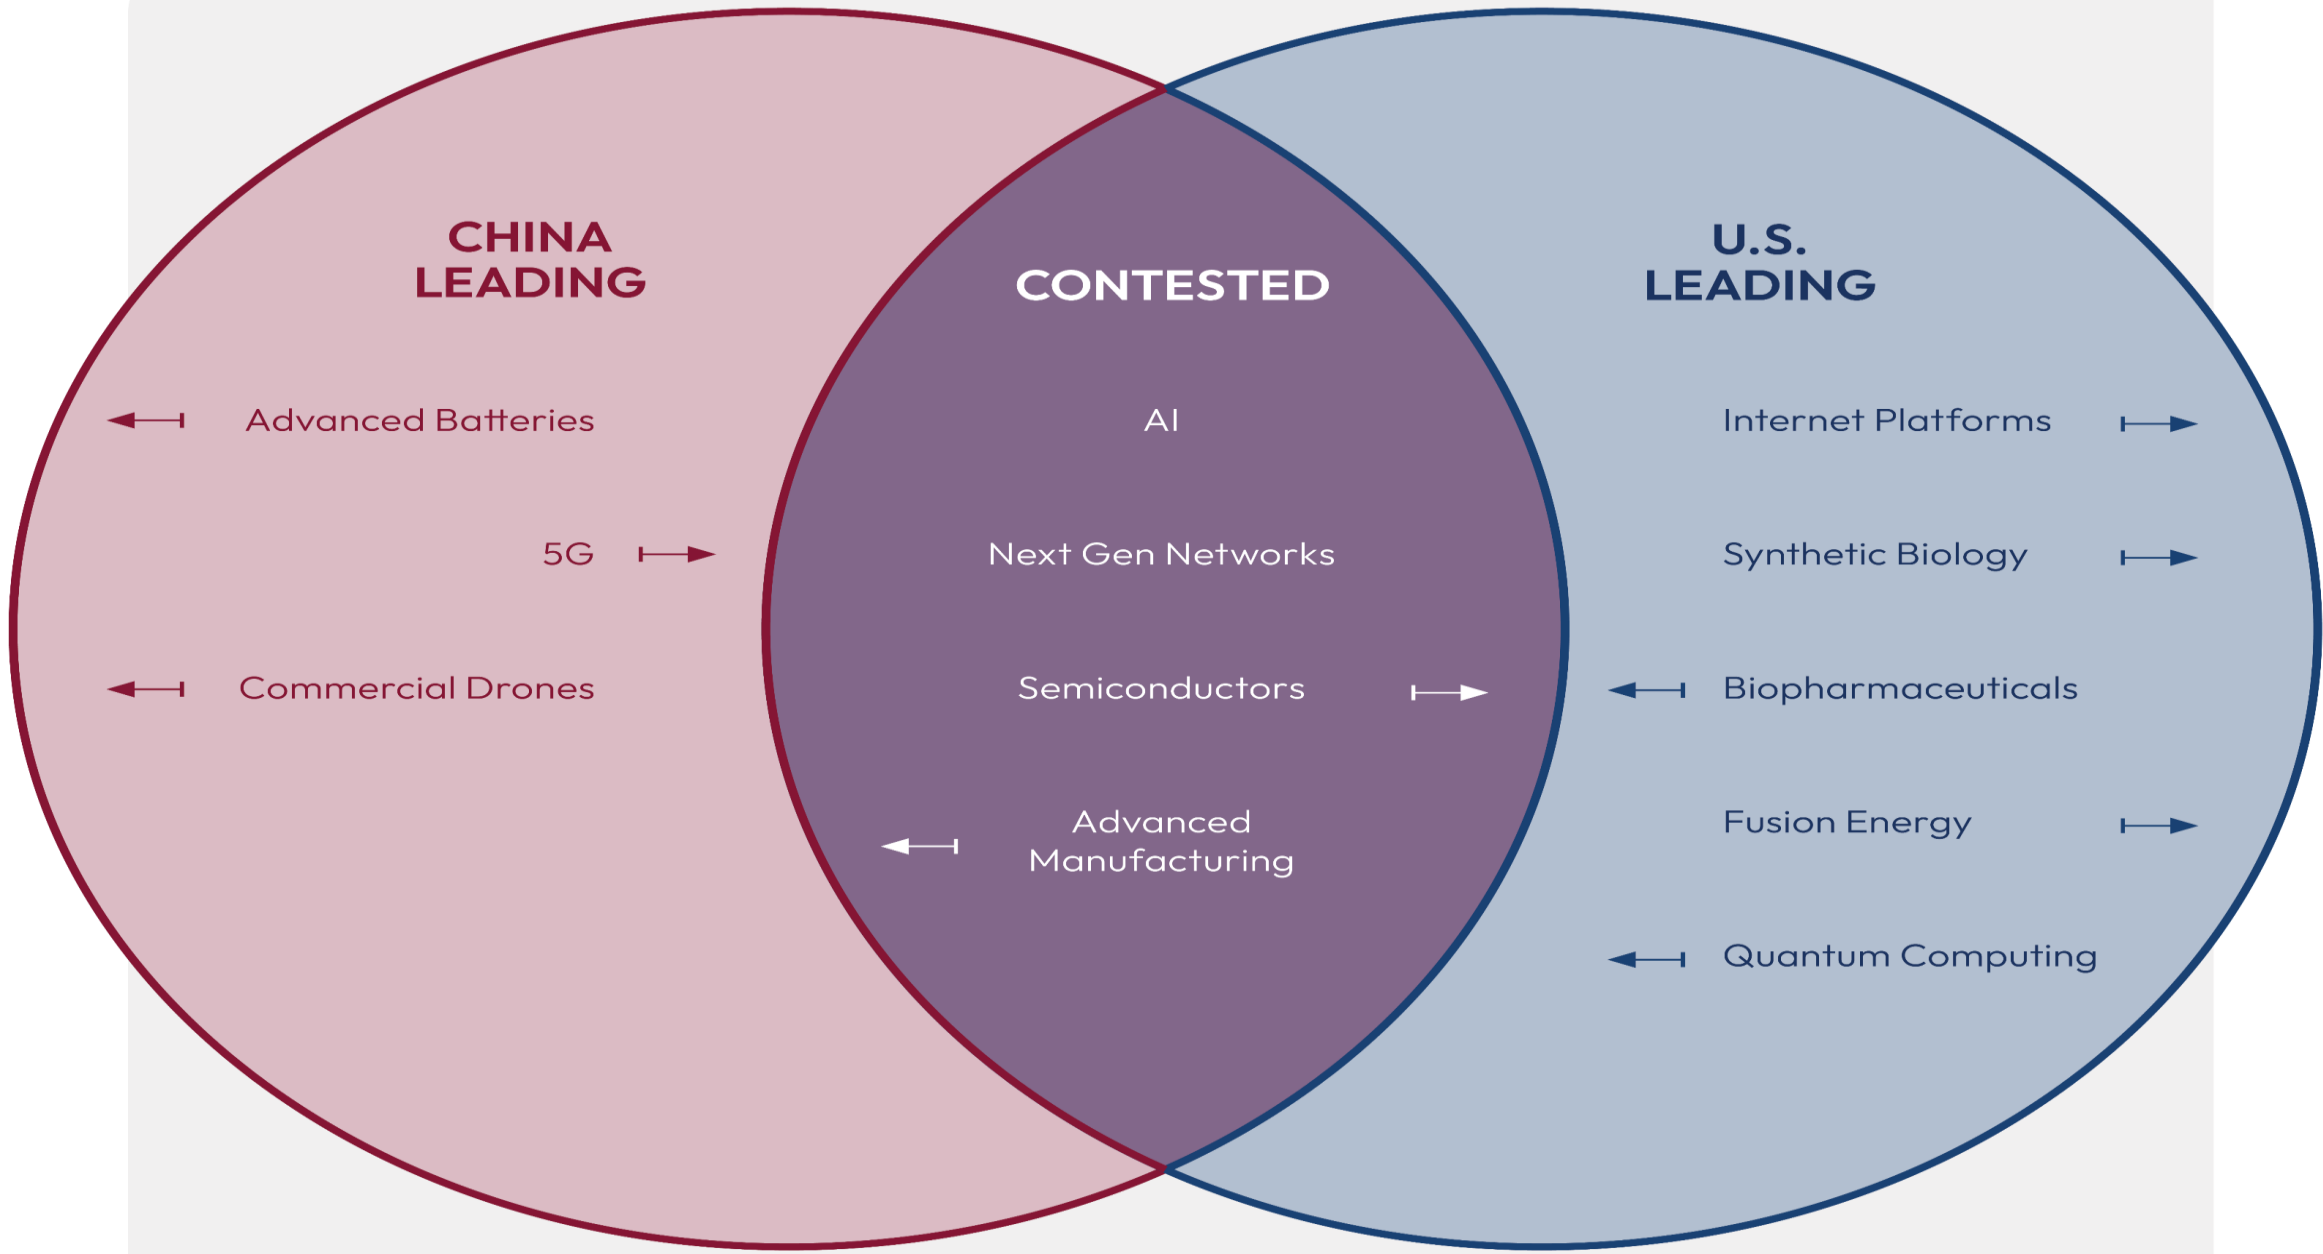 CHINA
LEADING
Advanced Batteries
5G
Commercial Drones
CONTESTED
AI
Next Gen Networks
Semiconductors
Advanced
Manufacturing
U.S.
LEADING
Internet Platforms
Synthetic Biology
Biopharmaceuticals
Fusion Energy
Quantum Computing